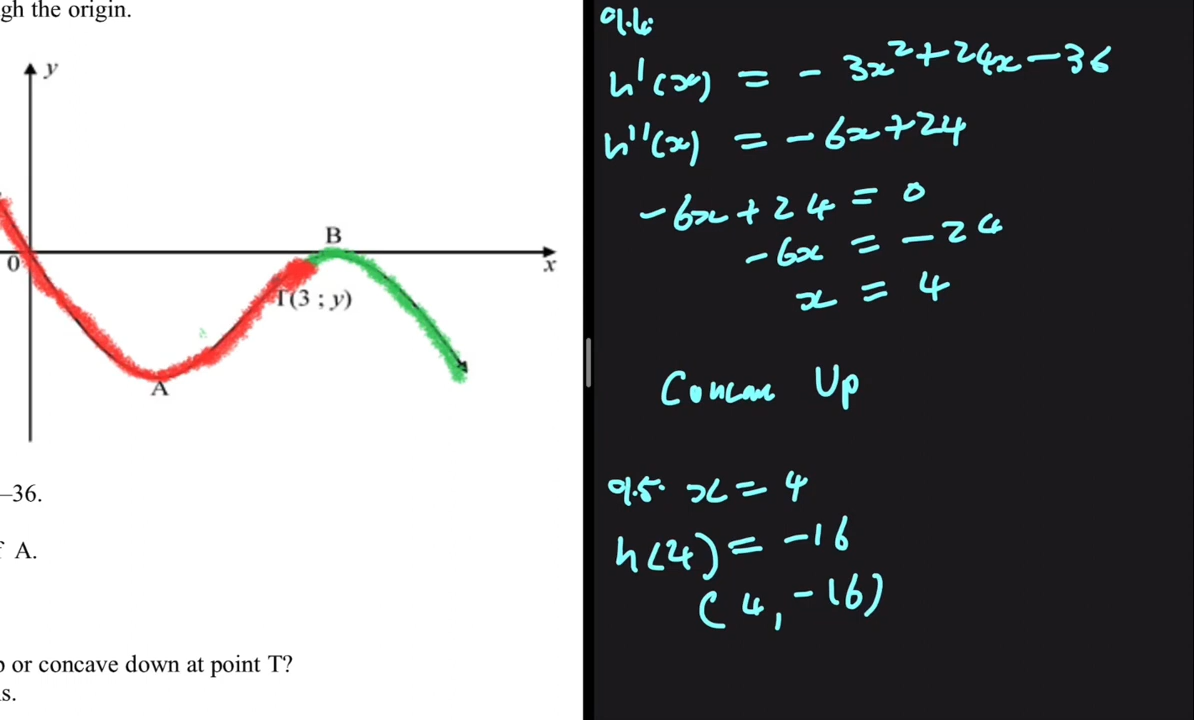 gh the origin.
y
B
0
x
T(3 ; y)
A
–36.
f A.
p or concave down at point T?
s.
9.4.
h'(x) = - 3x²+24x-36
h''(x) = -6x+24
-6x+24 = 0
-6x = -24
x = 4
Concave Up
9.5. x = 4
h(4) = -16
(4,-16)